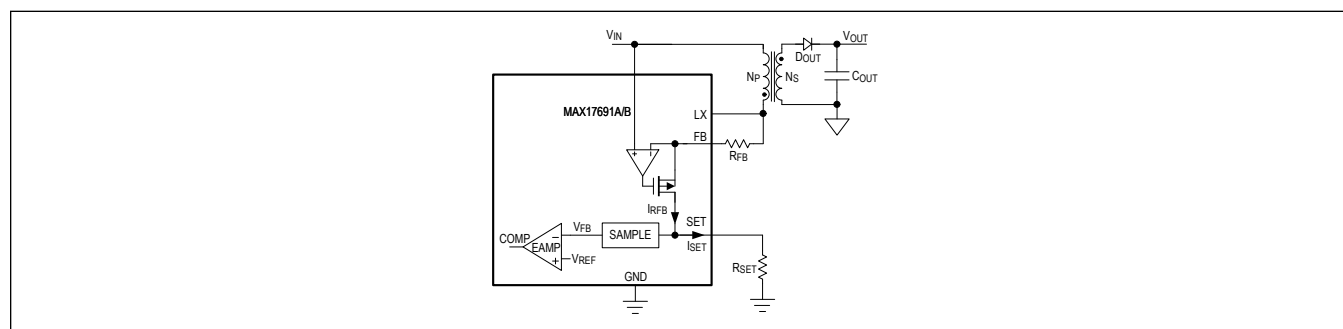 VIN
VOUT
DOUT
NP
NS
COUT
MAX17691A/B
LX
FB
RFB
+
−
IRFB
SET
VFB
SAMPLE
ISET
COMP
−
EAMP
+
VREF
RSET
GND